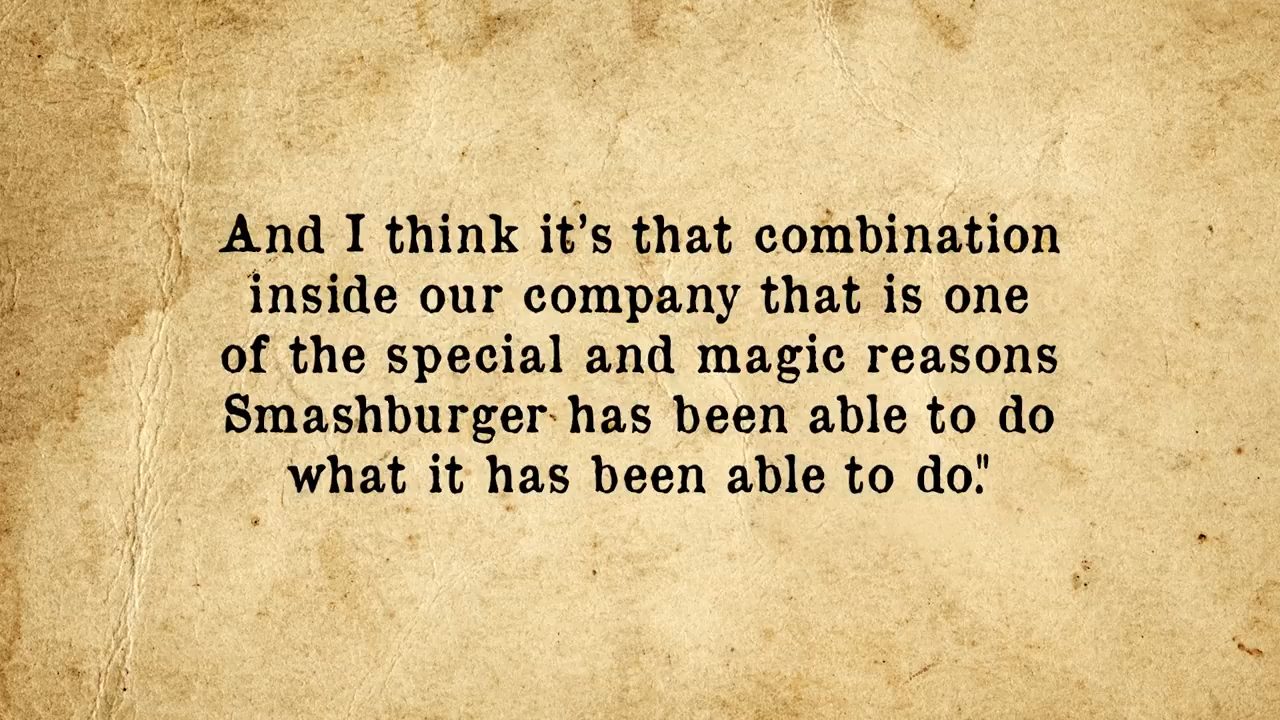 And I think it's that combination
inside our company that is one
of the special and magic reasons
Smashburger has been able to do
what it has been able to do."